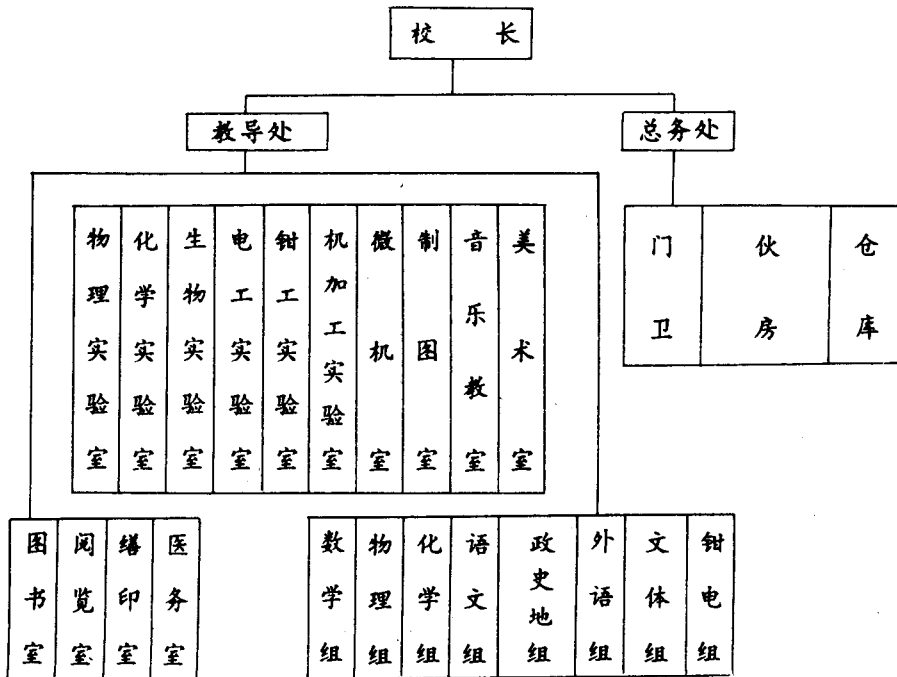 校长
教导处
总务处
物理实验室
化学实验室
生物实验室
电工实验室
钳工实验室
机加工实验室
微机室
制图室
音乐教室
美术室
门卫
伙房
仓库
图书室
阅览室
缮印室
医务室
数学组
物理组
化学组
语文组
政史地组
外语组
文体组
钳电组